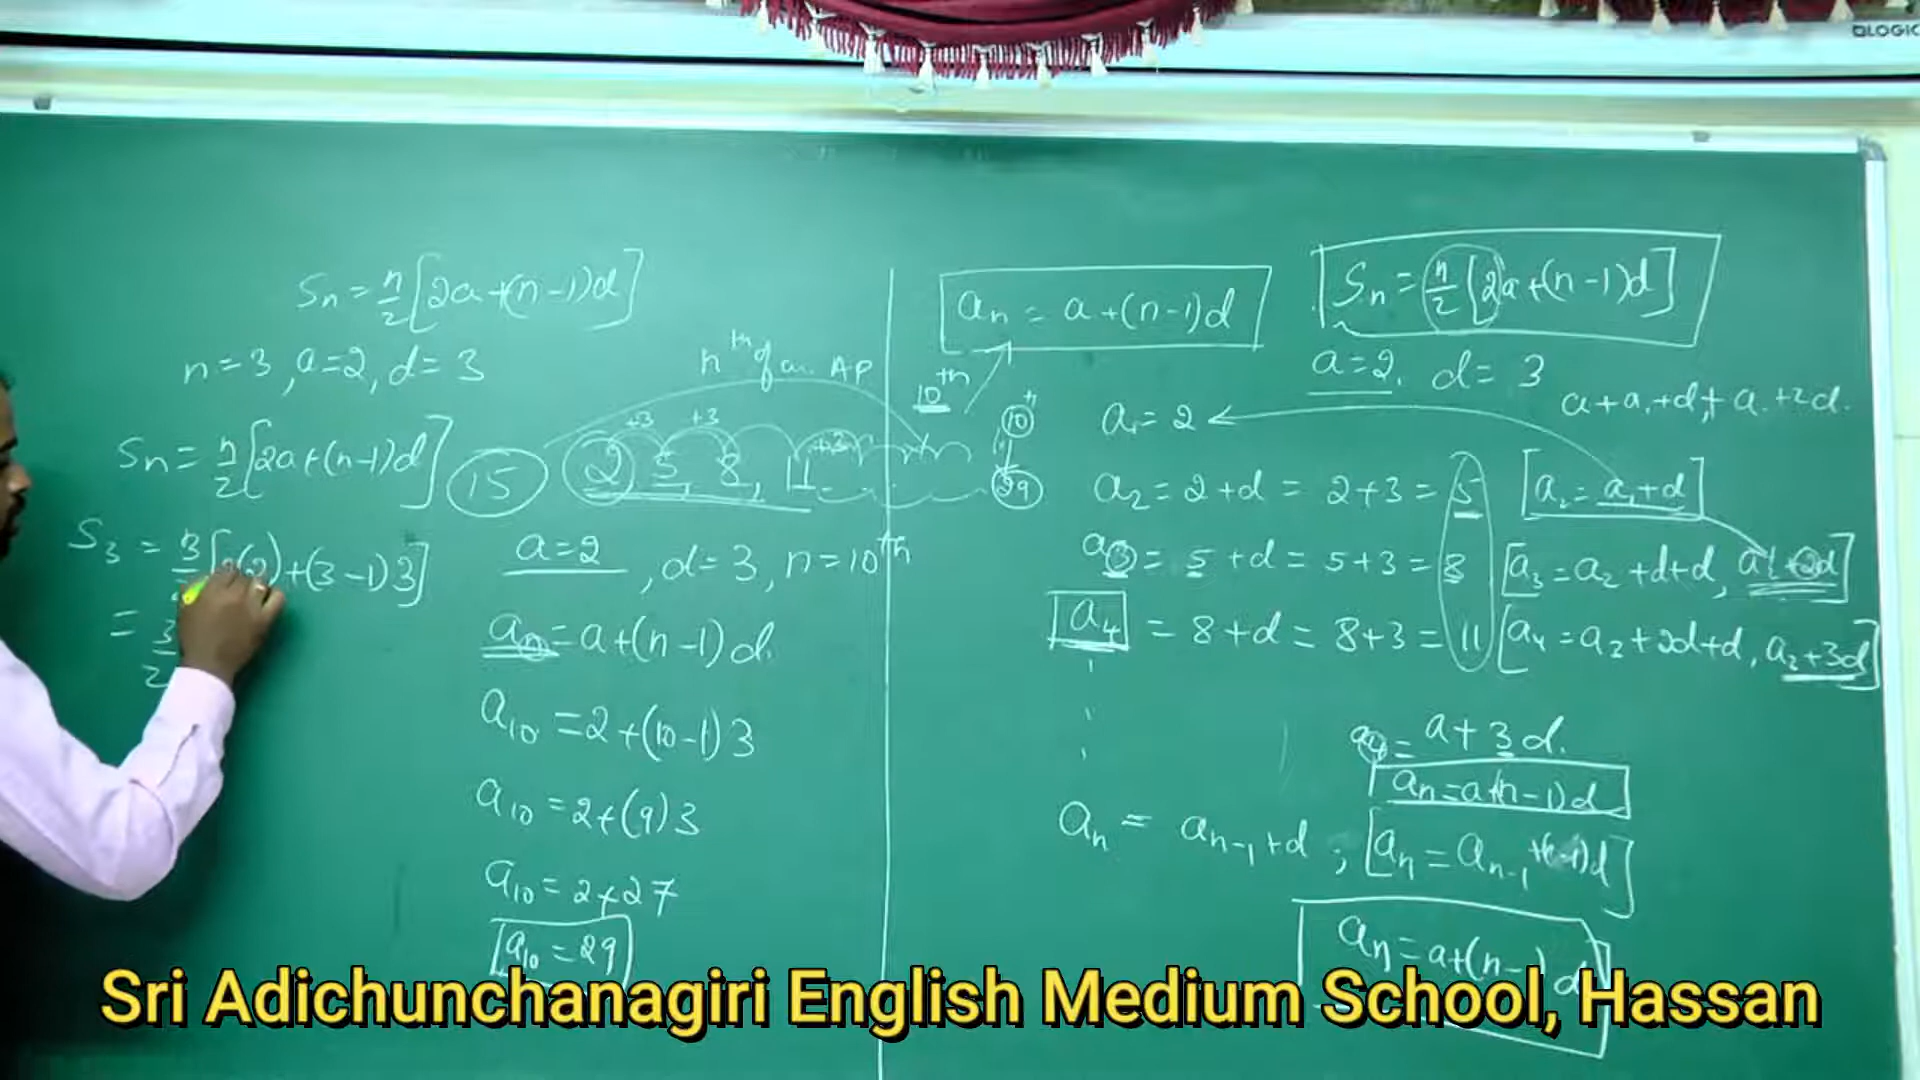 LOGIC
Sn = n/2 [2a+(n-1)d]
n=3, a=2, d=3
nth of an AP
Sn = n/2 [2a+(n-1)d]
15
+3 +3 +3
2 5, 8, 11
S3 = 3/2 [2(2)+(3-1)3]
= 3/2
a=2, d=3, n=10th
an = a+(n-1)d.
a10 = 2+(10-1)3
a10 = 2+(9)3
a10 = 2+27
a10 = 29
an = a+(n-1)d
10th
10th
29
Sn = n/2 [2a+(n-1)d]
a=2, d=3
a+a+d+a+2d.
a1 = 2
a2 = 2+d = 2+3 = 5 [a2 = a1+d]
a3 = 5+d = 5+3 = 8 [a3 = a2+d+d, a2+2d]
a4 = 8+d = 8+3 = 11 [a4 = a2+2d+d, a2+3d]
a4 = a+3d.
an=a+(n-1)d
an = an-1+d ; [an = an-1 +(n-1)d]
an = a+(n-1)d
Sri Adichunchanagiri English Medium School, Hassan